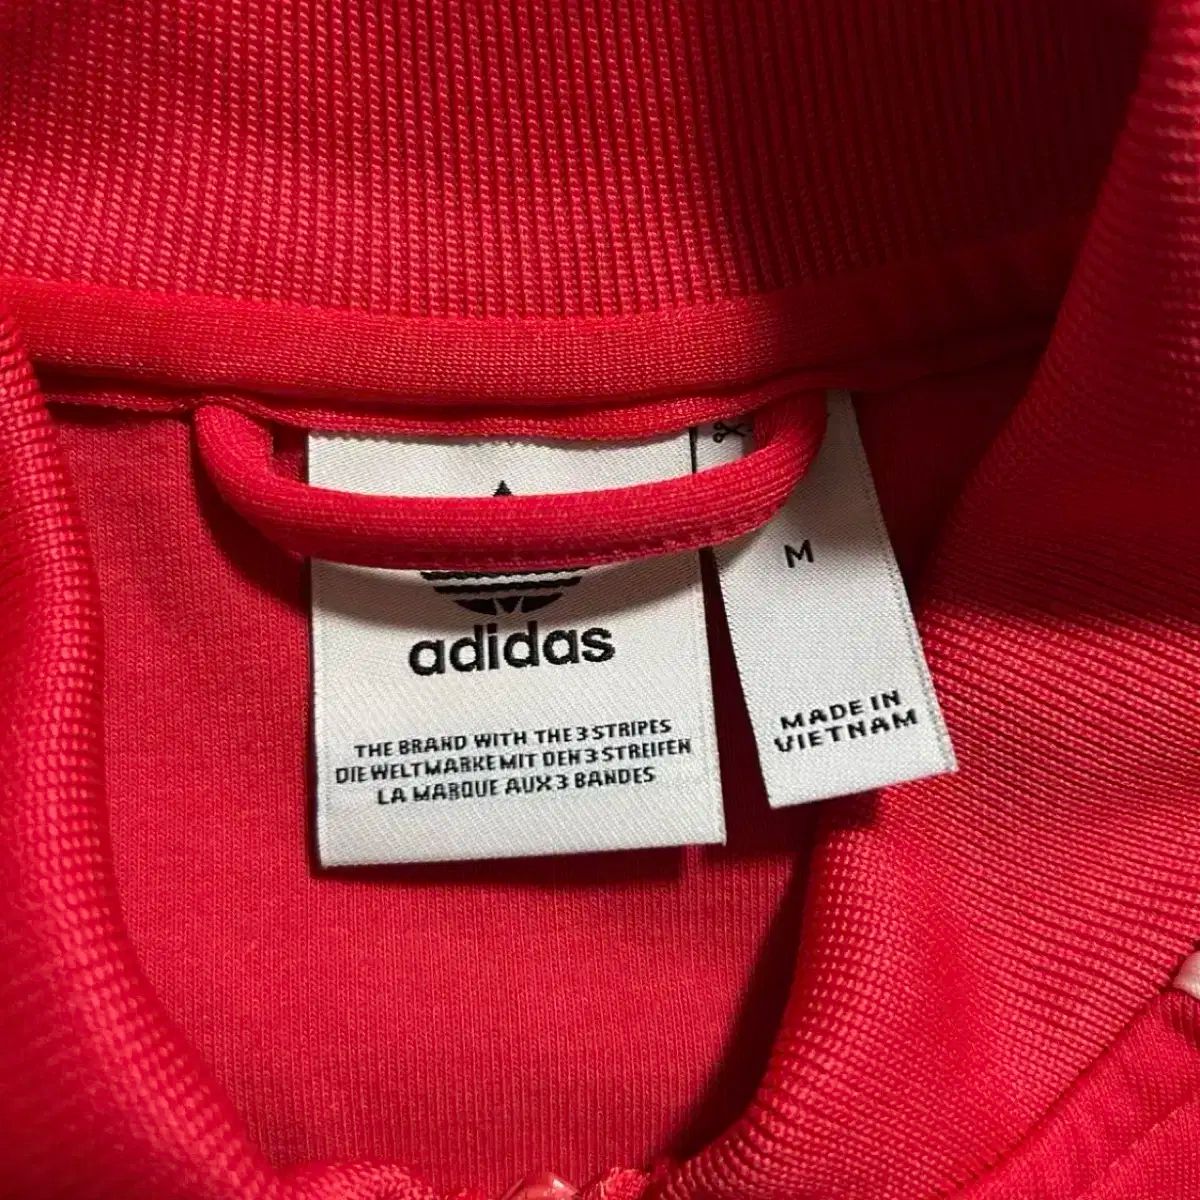 adidas
THE BRAND WITH THE 3 STRIPES
DIE WELTMARKE MIT DEN 3 STREIFEN
LA MARQUE AUX 3 BANDES
M
MADE IN
VIETNAM